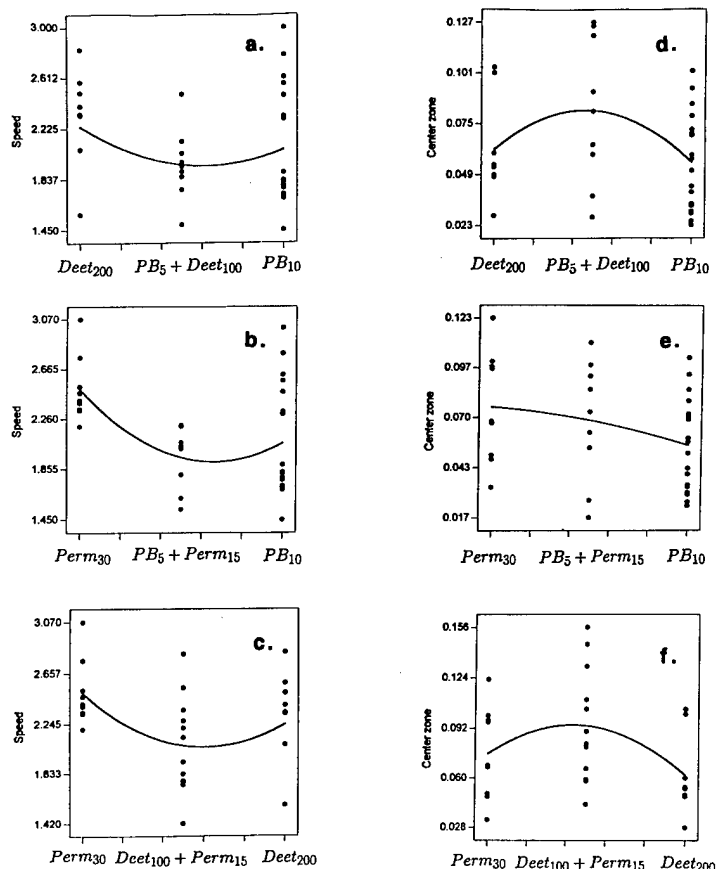 a.
Speed
3.000
2.612
2.225
1.837
1.450
Deet200 PB5 + Deet100 PB10
d.
Center zone
0.127
0.101
0.075
0.049
0.023
Deet200 PB5 + Deet100 PB10
b.
Speed
3.070
2.665
2.260
1.855
1.450
Perm30 PB5 + Perm15 PB10
e.
Center zone
0.123
0.097
0.070
0.043
0.017
Perm30 PB5 + Perm15 PB10
c.
Speed
3.070
2.657
2.245
1.833
1.420
Perm30 Deet100 + Perm15 Deet200
f.
Center zone
0.156
0.124
0.092
0.060
0.028
Perm30 Deet100 + Perm15 Deet200